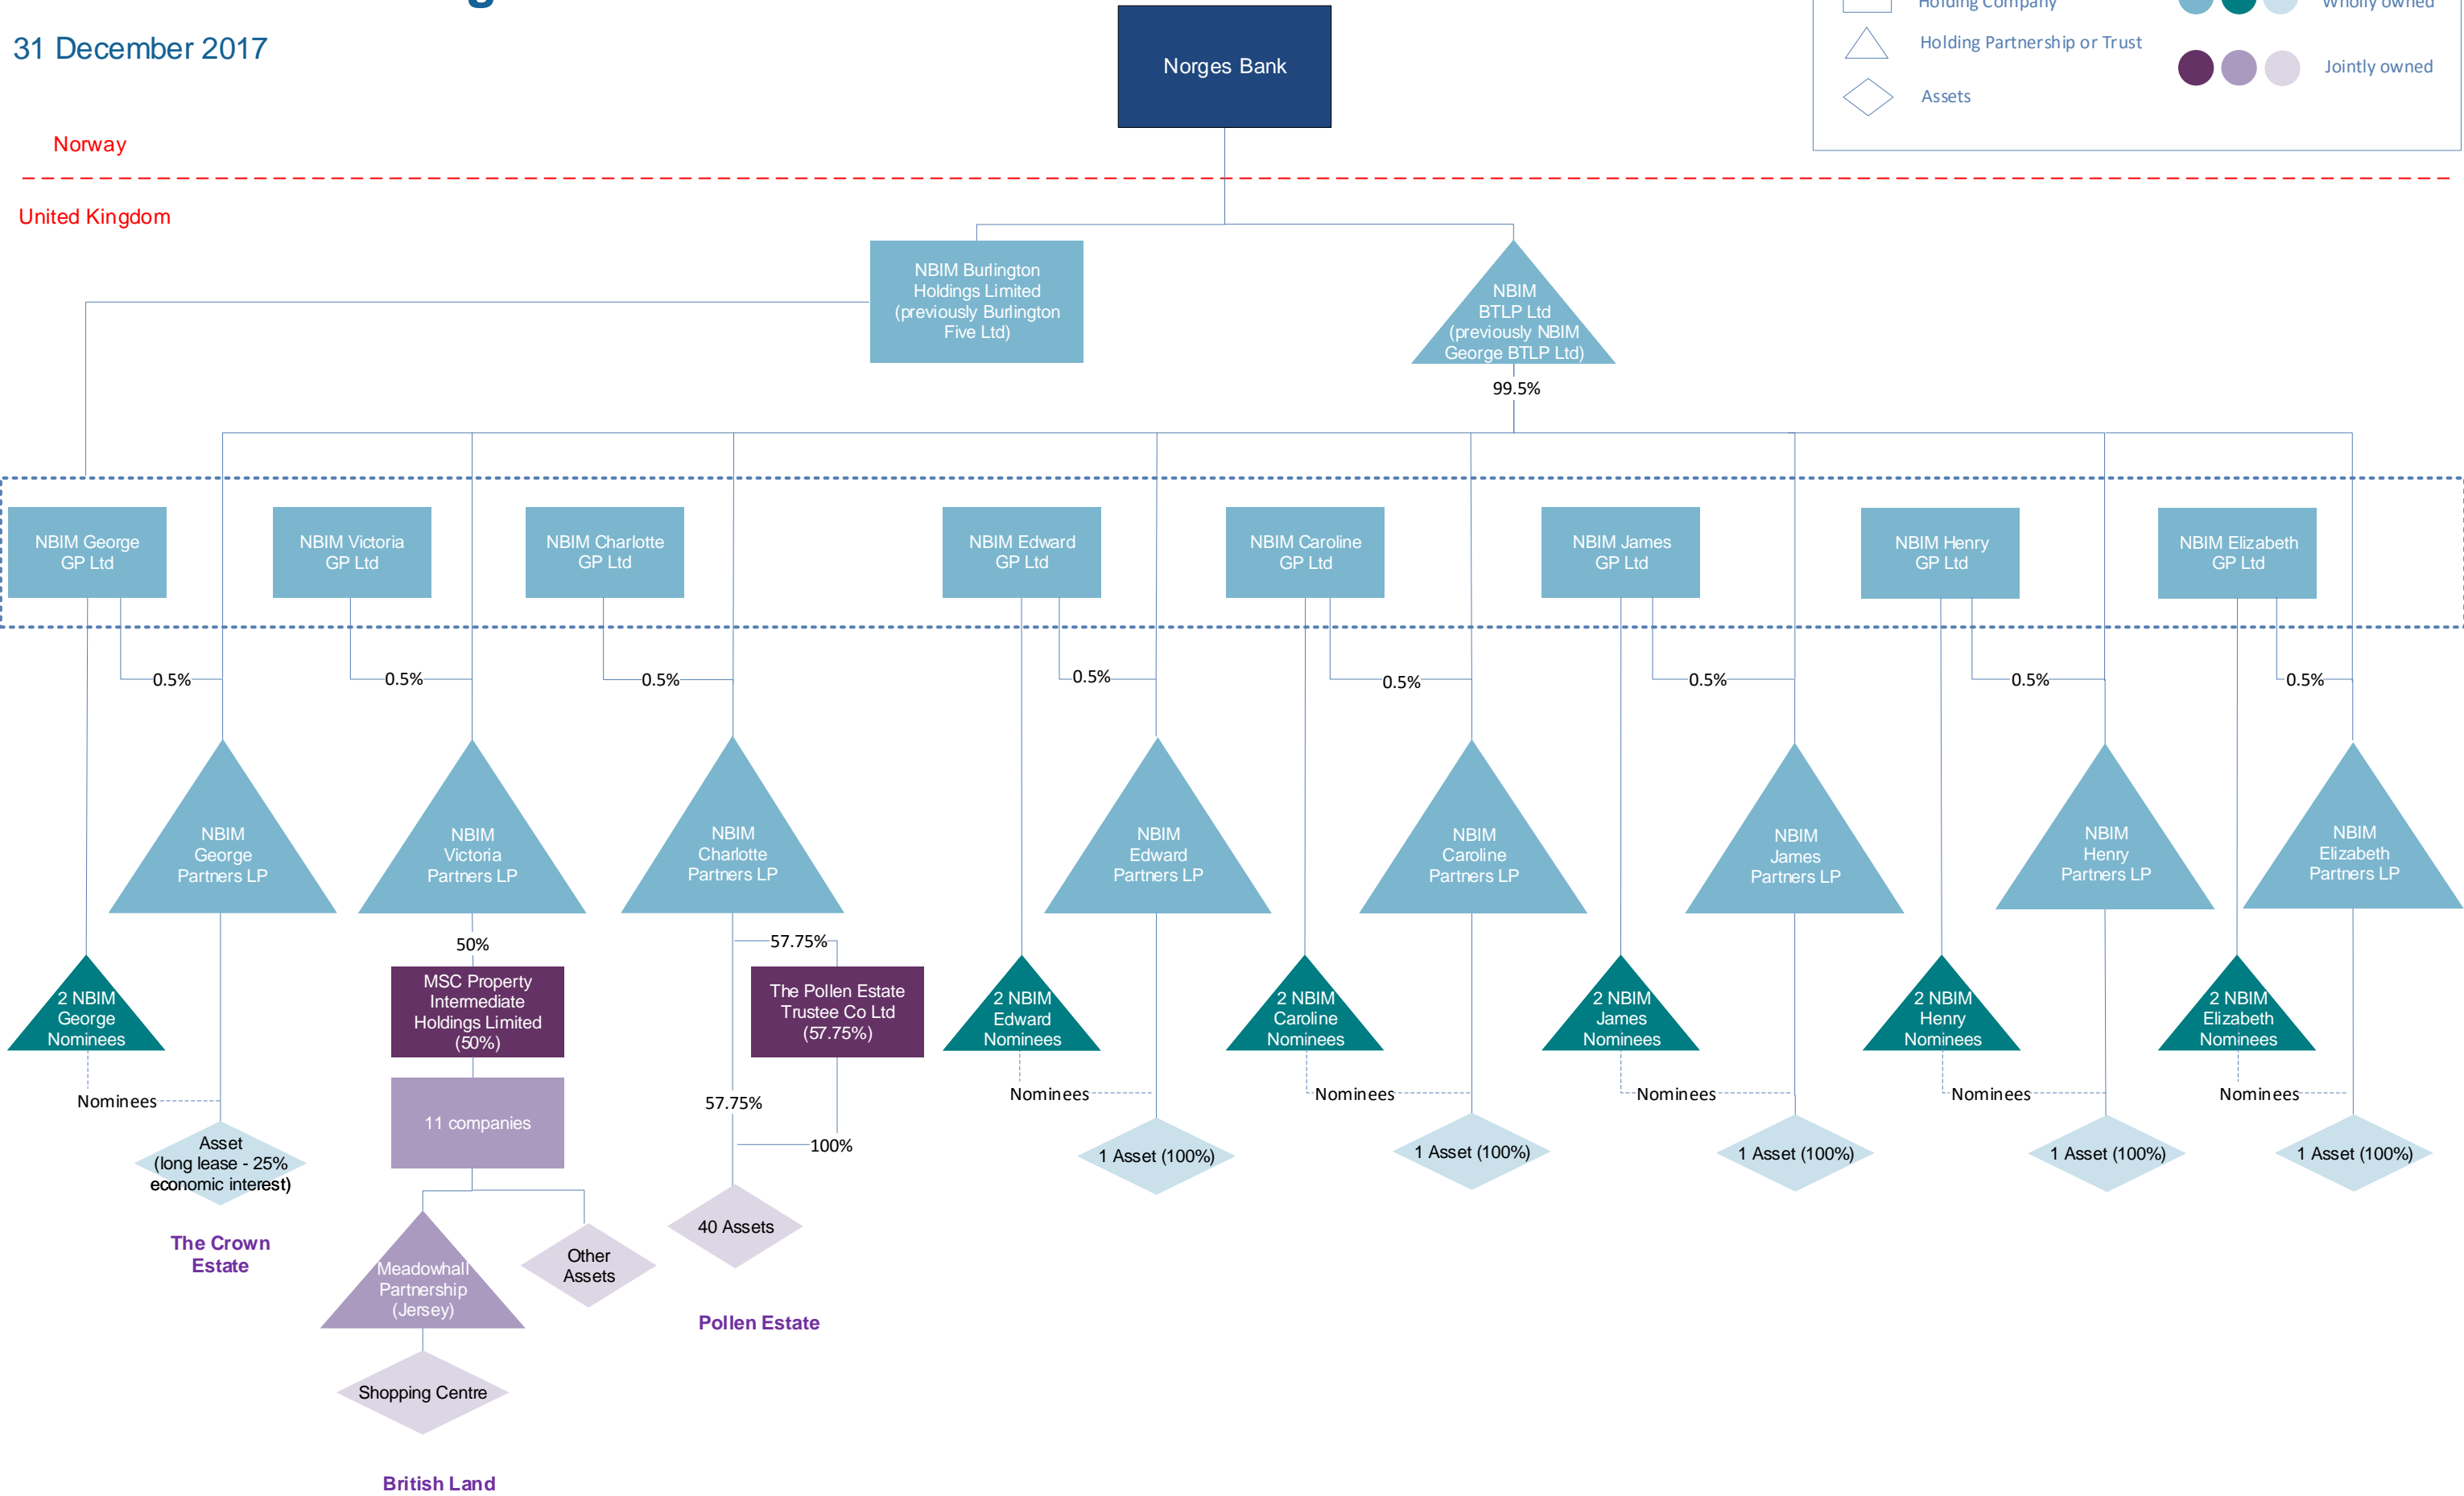 31 December 2017
Holding Company
Wholly owned
Holding Partnership or Trust
Jointly owned
Assets
Norges Bank
Norway
United Kingdom
NBIM Burlington
Holdings Limited
(previously Burlington
Five Ltd)
NBIM
BTLP Ltd
(previously NBIM
George BTLP Ltd)
99.5%
NBIM George
GP Ltd
NBIM Victoria
GP Ltd
NBIM Charlotte
GP Ltd
NBIM Edward
GP Ltd
NBIM Caroline
GP Ltd
NBIM James
GP Ltd
NBIM Henry
GP Ltd
NBIM Elizabeth
GP Ltd
0.5%
0.5%
0.5%
0.5%
0.5%
0.5%
0.5%
0.5%
NBIM
George
Partners LP
NBIM
Victoria
Partners LP
NBIM
Charlotte
Partners LP
NBIM
Edward
Partners LP
NBIM
Caroline
Partners LP
NBIM
James
Partners LP
NBIM
Henry
Partners LP
NBIM
Elizabeth
Partners LP
50%
57.75%
2 NBIM
George
Nominees
MSC Property
Intermediate
Holdings Limited
(50%)
The Pollen Estate
Trustee Co Ltd
(57.75%)
2 NBIM
Edward
Nominees
2 NBIM
Caroline
Nominees
2 NBIM
James
Nominees
2 NBIM
Henry
Nominees
2 NBIM
Elizabeth
Nominees
Nominees
11 companies
57.75%
100%
Nominees
Nominees
Nominees
Nominees
Nominees
Asset
(long lease - 25%
economic interest)
1 Asset (100%)
1 Asset (100%)
1 Asset (100%)
1 Asset (100%)
1 Asset (100%)
The Crown
Estate
Meadowhall
Partnership
(Jersey)
Other
Assets
40 Assets
Pollen Estate
Shopping Centre
British Land